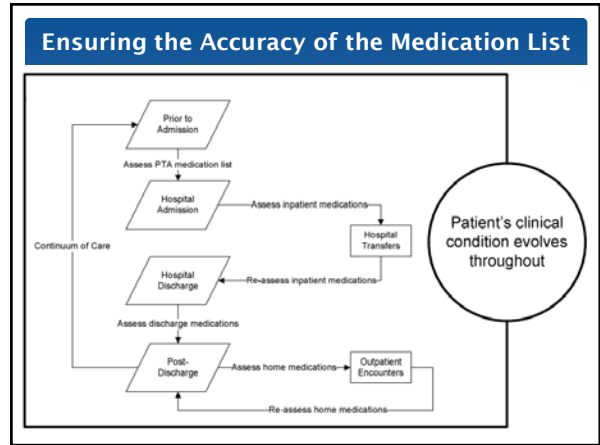 Ensuring the Accuracy of the Medication List
Prior to
Admission
Assess PTA medication list
Hospital
Admission
Assess inpatient medications
Hospital
Transfers
Patient's clinical
condition evolves
throughout
Continuum of Care
Hospital
Discharge
Re-assess inpatient medications
Assess discharge medications
Post-
Discharge
Assess home medications
Outpatient
Encounters
Re-assess home medications